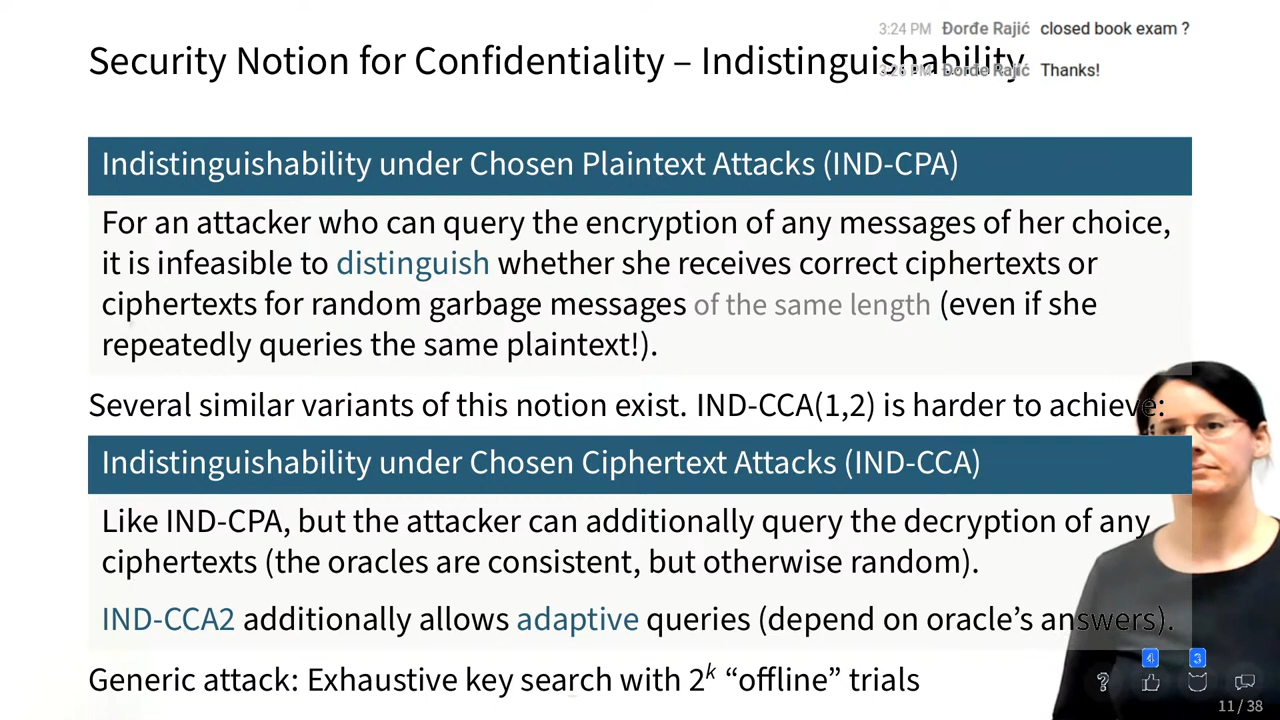 3:24 PM Đorđe Rajić closed book exam ?
Security Notion for Confidentiality – Indistinguishability
3:26 PM Đorđe Rajić Thanks!
Indistinguishability under Chosen Plaintext Attacks (IND-CPA)
For an attacker who can query the encryption of any messages of her choice,
it is infeasible to distinguish whether she receives correct ciphertexts or
ciphertexts for random garbage messages of the same length (even if she
repeatedly queries the same plaintext!).
Several similar variants of this notion exist. IND-CCA(1,2) is harder to achieve:
Indistinguishability under Chosen Ciphertext Attacks (IND-CCA)
Like IND-CPA, but the attacker can additionally query the decryption of any
ciphertexts (the oracles are consistent, but otherwise random).
IND-CCA2 additionally allows adaptive queries (depend on oracle’s answers).
Generic attack: Exhaustive key search with 2ᵏ “offline” trials
4 3
?
11 / 38